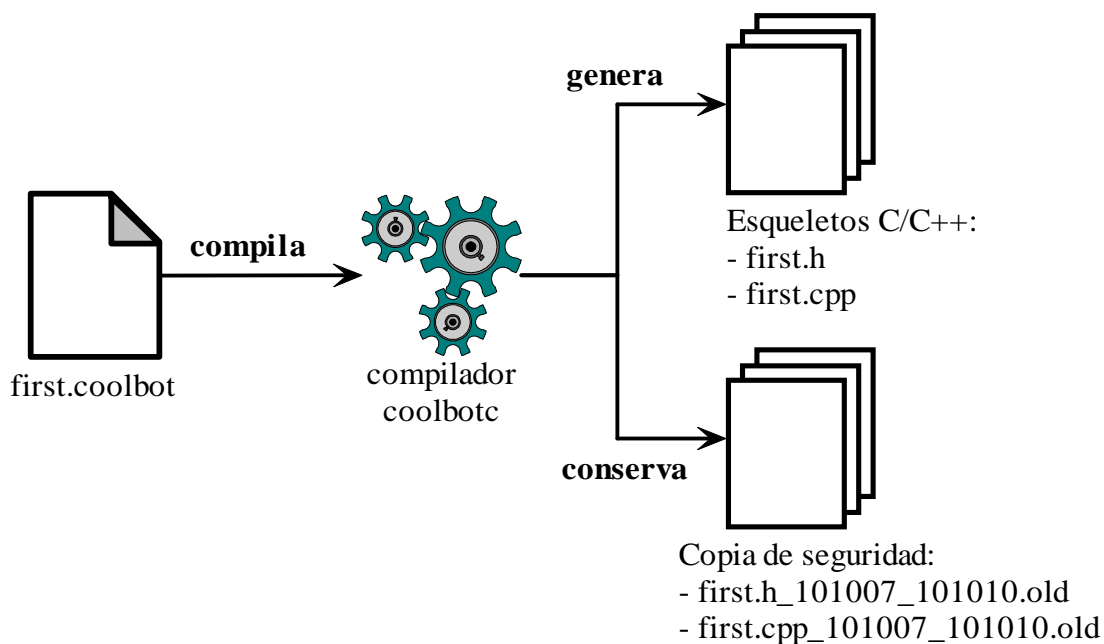 genera
Esqueletos C/C++:
- first.h
- first.cpp
compila
first.coolbot
compilador
coolbotc
conserva
Copia de seguridad:
- first.h_101007_101010.old
- first.cpp_101007_101010.old